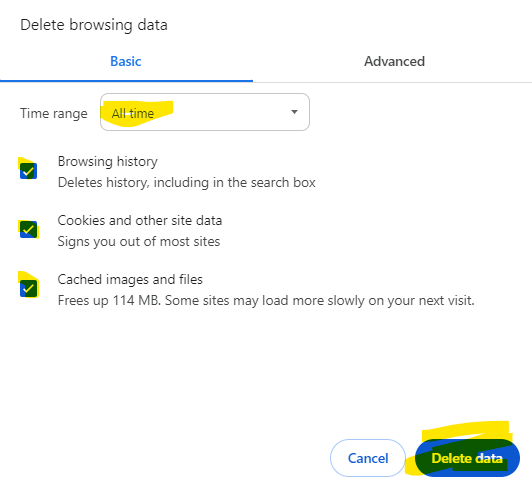 Delete browsing data
Basic
Advanced
Time range
All time
Browsing history
Deletes history, including in the search box
Cookies and other site data
Signs you out of most sites
Cached images and files
Frees up 114 MB. Some sites may load more slowly on your next visit.
Cancel
Delete data